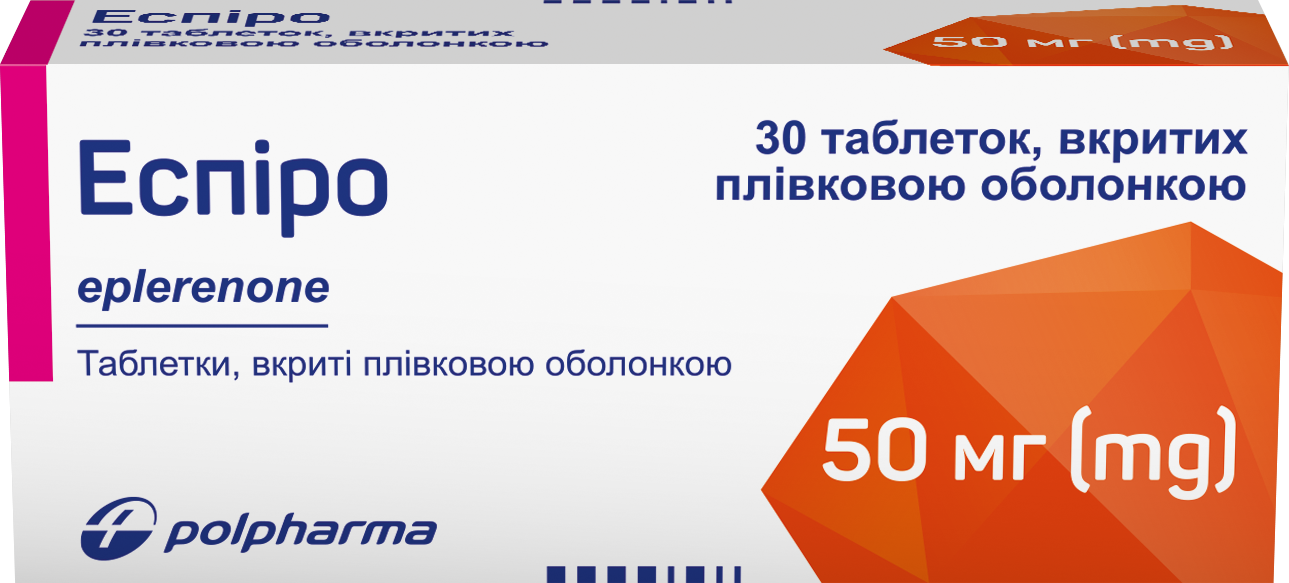 Еспіро
30 таблеток, вкритих
плівковою оболонкою
50 мг (mg)
Еспіро
30 таблеток, вкритих
плівковою оболонкою
eplerenone
Таблетки, вкриті плівковою оболонкою
50 мг (mg)
polpharma